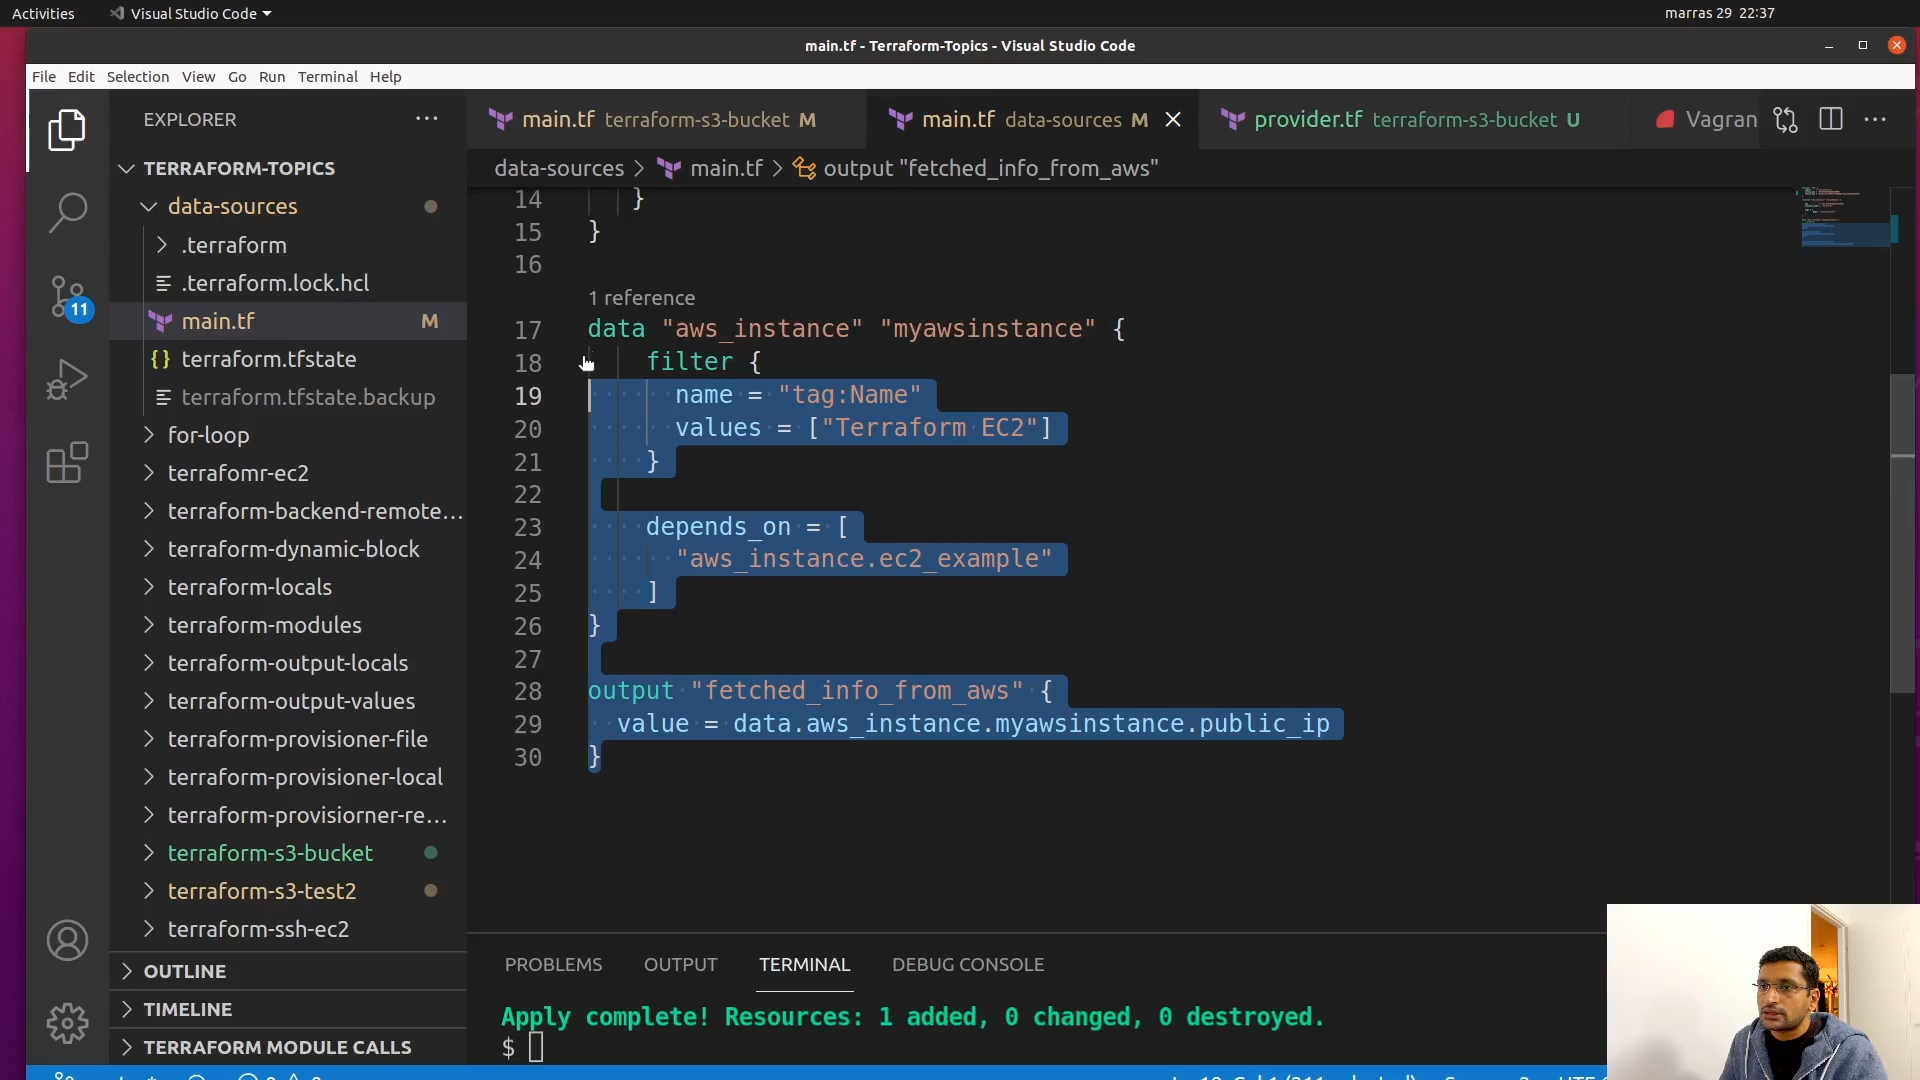 Activities
Visual Studio Code
marras 29 22:37
main.tf - Terraform-Topics - Visual Studio Code
File Edit Selection View Go Run Terminal Help
EXPLORER
TERRAFORM-TOPICS
data-sources
.terraform
.terraform.lock.hcl
main.tf M
terraform.tfstate
terraform.tfstate.backup
for-loop
terrafomr-ec2
terraform-backend-remote…
terraform-dynamic-block
terraform-locals
terraform-modules
terraform-output-locals
terraform-output-values
terraform-provisioner-file
terraform-provisioner-local
terraform-provisiorner-re…
terraform-s3-bucket
terraform-s3-test2
terraform-ssh-ec2
OUTLINE
TIMELINE
TERRAFORM MODULE CALLS
11
main.tf terraform-s3-bucket M
main.tf data-sources M
provider.tf terraform-s3-bucket U
Vagran
data-sources > main.tf > output "fetched_info_from_aws"
14 }
15 }
16
1 reference
17 data "aws_instance" "myawsinstance" {
18 filter {
19 name = "tag:Name"
20 values = ["Terraform EC2"]
21 }
22
23 depends_on = [
24 "aws_instance.ec2_example"
25 ]
26 }
27
28 output "fetched_info_from_aws" {
29 value = data.aws_instance.myawsinstance.public_ip
30 }
PROBLEMS OUTPUT TERMINAL DEBUG CONSOLE
Apply complete! Resources: 1 added, 0 changed, 0 destroyed.
$